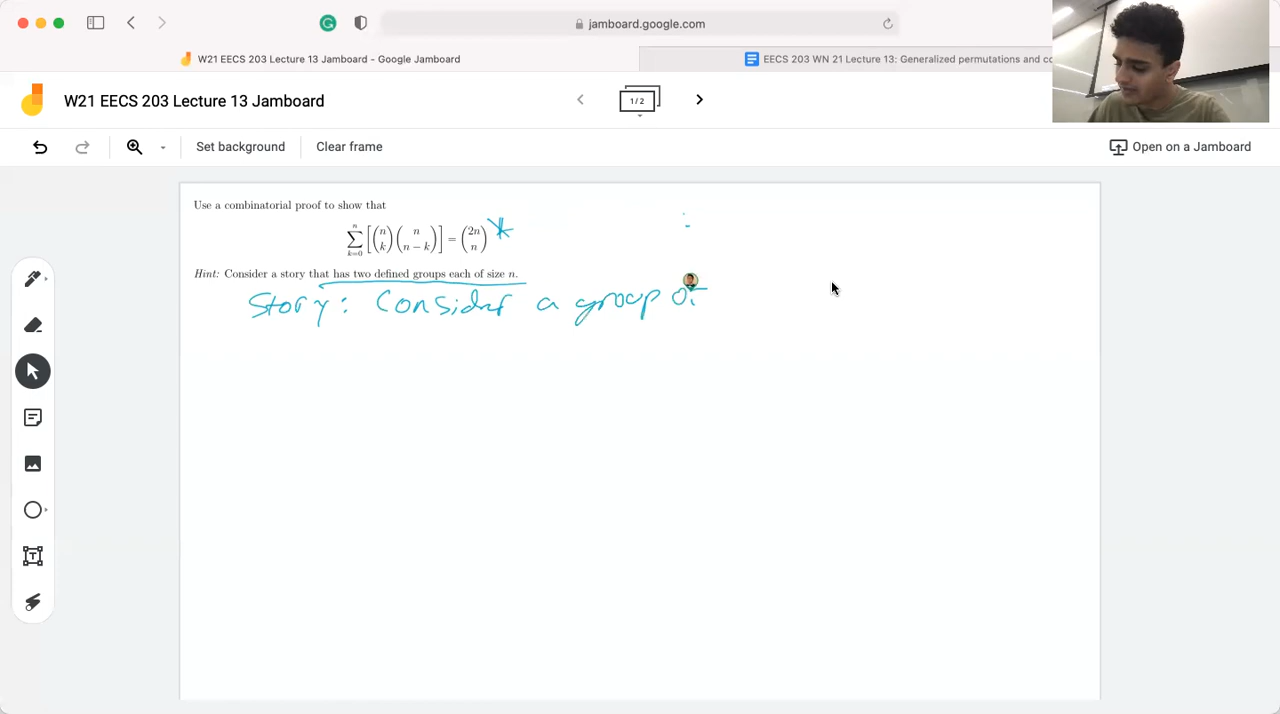 jamboard.google.com
W21 EECS 203 Lecture 13 Jamboard - Google Jamboard
EECS 203 WN 21 Lecture 13: Generalized permutations and co
W21 EECS 203 Lecture 13 Jamboard
1/2
Set background
Clear frame
Open on a Jamboard
Use a combinatorial proof to show that
∑_{k=0}^{n} [(n k)(n n−k)] = (2n n) *
Hint: Consider a story that has two defined groups each of size n.
Story: Consider a group of